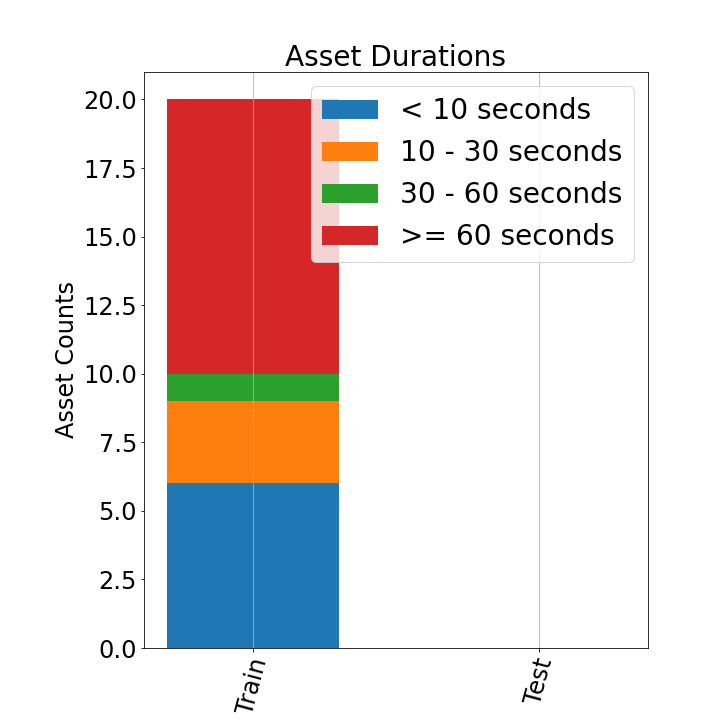 Asset Durations
< 10 seconds
10 - 30 seconds
30 - 60 seconds
>= 60 seconds
20.0
17.5
15.0
12.5
10.0
7.5
5.0
2.5
0.0
Asset Counts
Train
Test